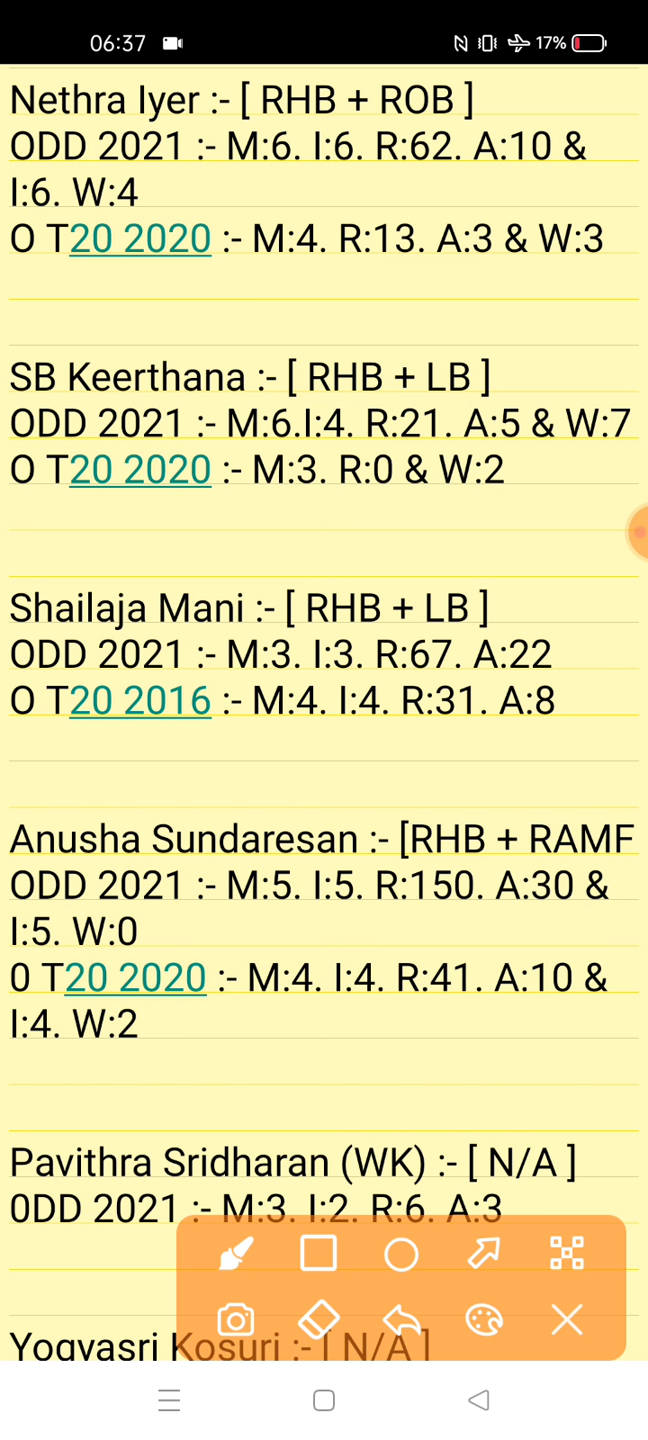 06:37
17%
Nethra Iyer :- [ RHB + ROB ]
ODD 2021 :- M:6. I:6. R:62. A:10 &
I:6. W:4
O T20 2020 :- M:4. R:13. A:3 & W:3
SB Keerthana :- [ RHB + LB ]
ODD 2021 :- M:6.I:4. R:21. A:5 & W:7
O T20 2020 :- M:3. R:0 & W:2
Shailaja Mani :- [ RHB + LB ]
ODD 2021 :- M:3. I:3. R:67. A:22
O T20 2016 :- M:4. I:4. R:31. A:8
Anusha Sundaresan :- [RHB + RAMF
ODD 2021 :- M:5. I:5. R:150. A:30 &
I:5. W:0
0 T20 2020 :- M:4. I:4. R:41. A:10 &
I:4. W:2
Pavithra Sridharan (WK) :- [ N/A ]
0DD 2021 :- M:3. I:2. R:6. A:3
Yogyasri Kosuri :- [ N/A ]